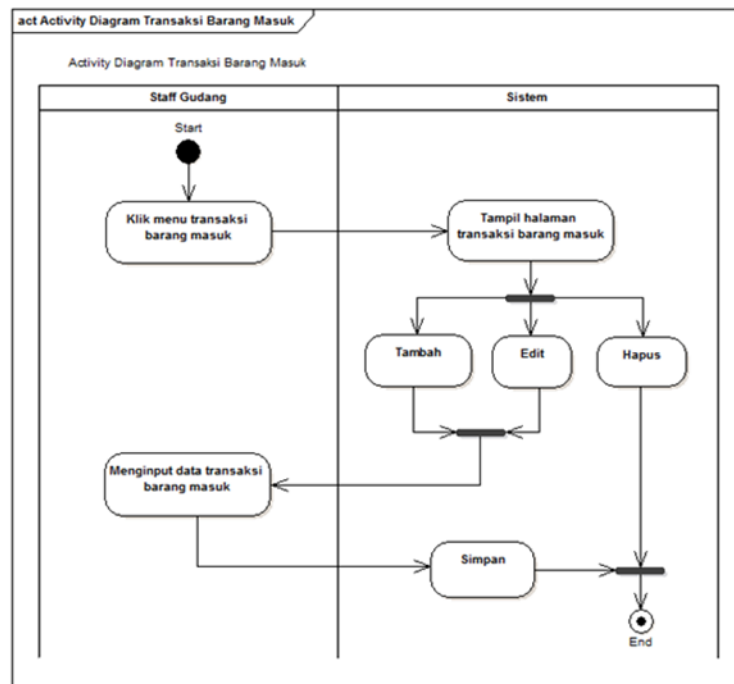 act Activity Diagram Transaksi Barang Masuk
Activity Diagram Transaksi Barang Masuk
Staff Gudang
Sistem
Start
Klik menu transaksi
barang masuk
Tampil halaman
transaksi barang masuk
Tambah
Edit
Hapus
Menginput data transaksi
barang masuk
Simpan
End